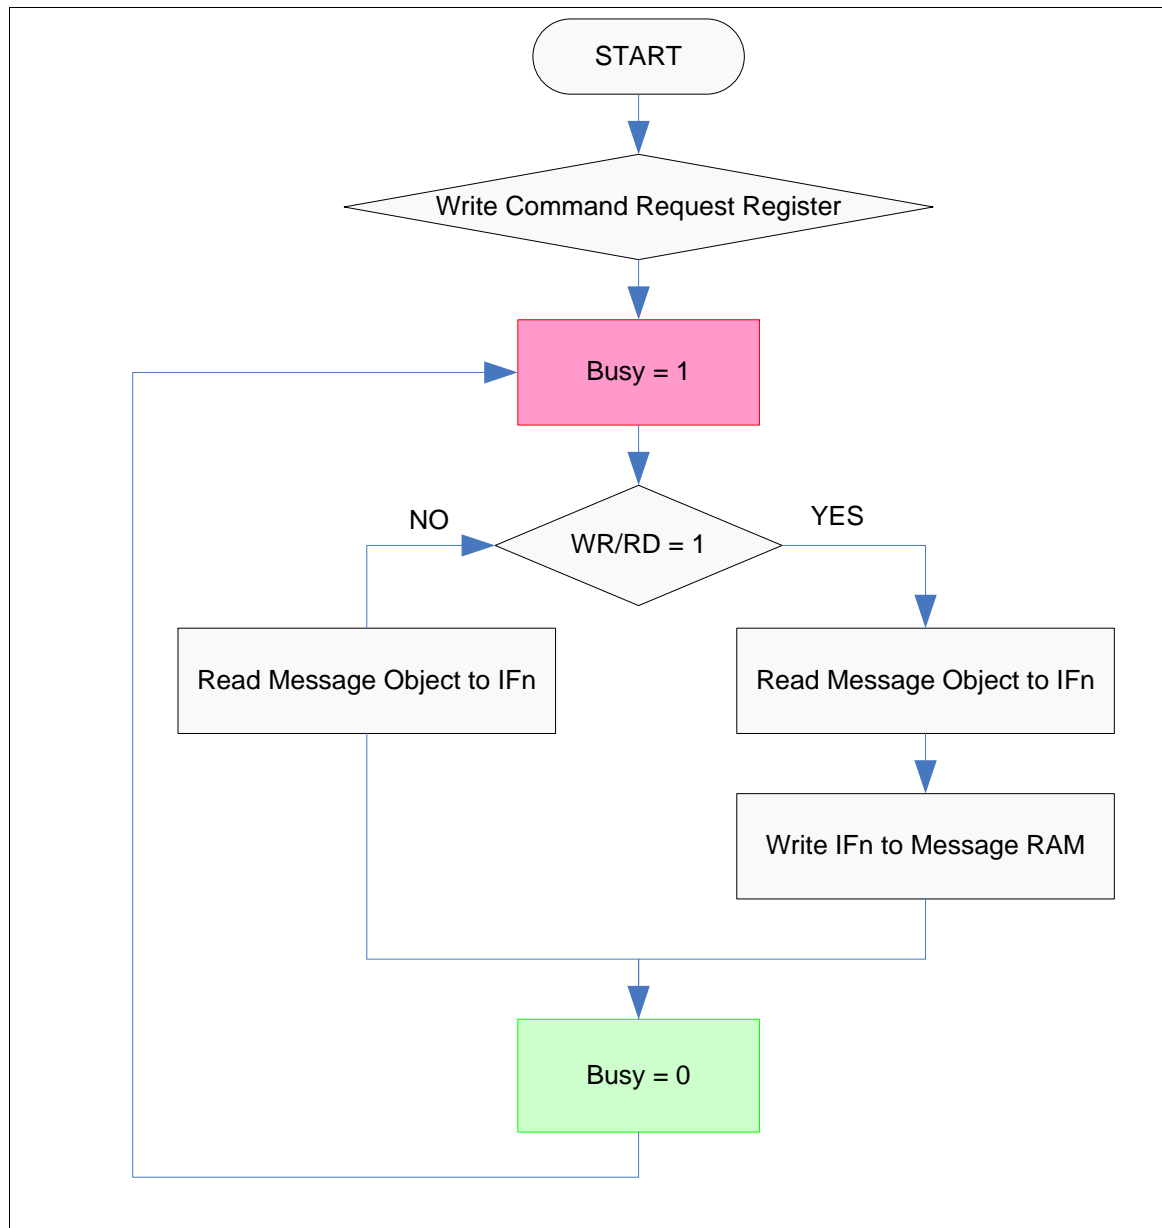 START
Write Command Request Register
Busy = 1
NO
YES
WR/RD = 1
Read Message Object to IFn
Read Message Object to IFn
Write IFn to Message RAM
Busy = 0